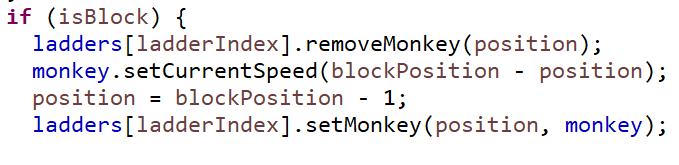 if (isBlock) {
ladders[ladderIndex].removeMonkey(position);
monkey.setCurrentSpeed(blockPosition - position);
position = blockPosition - 1;
ladders[ladderIndex].setMonkey(position, monkey);